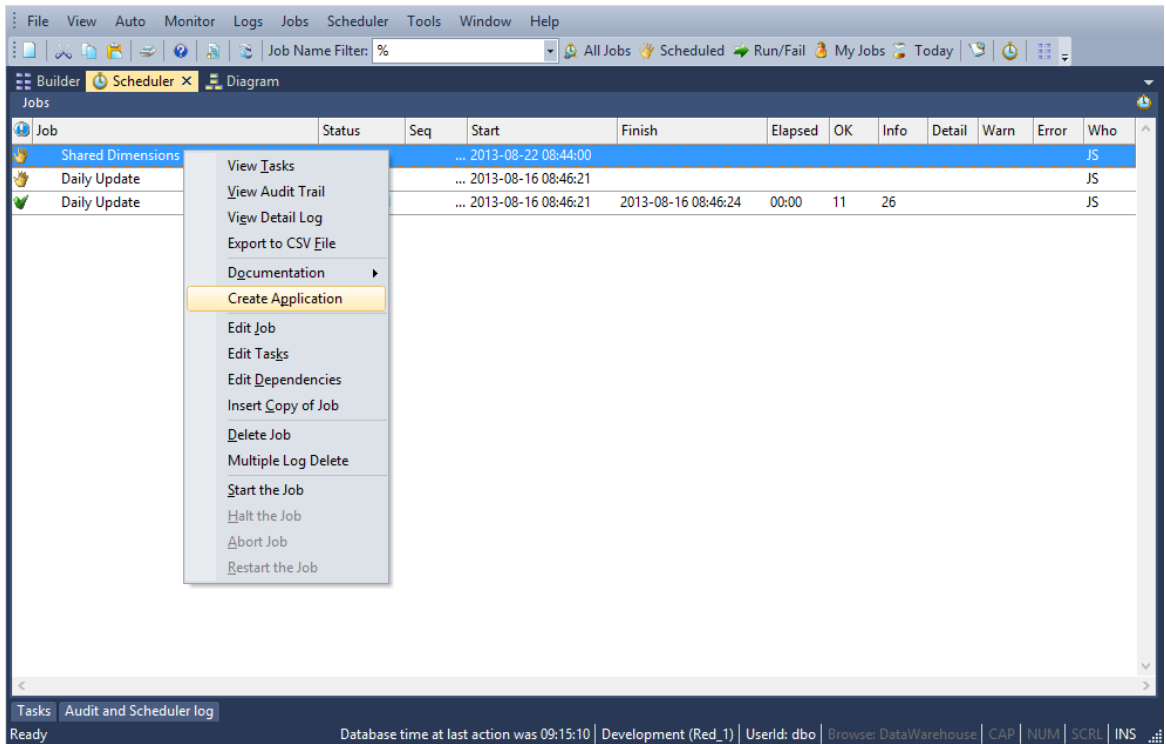 File View Auto Monitor Logs Jobs Scheduler Tools Window Help
Job Name Filter: % All Jobs Scheduled Run/Fail My Jobs Today
Builder Scheduler × Diagram
Jobs
Job Status Seq Start Finish Elapsed OK Info Detail Warn Error Who
Shared Dimensions ... 2013-08-22 08:44:00 JS
Daily Update ... 2013-08-16 08:46:21 JS
Daily Update ... 2013-08-16 08:46:21 2013-08-16 08:46:24 00:00 11 26 JS
View Tasks
View Audit Trail
View Detail Log
Export to CSV File
Documentation
Create Application
Edit Job
Edit Tasks
Edit Dependencies
Insert Copy of Job
Delete Job
Multiple Log Delete
Start the Job
Halt the Job
Abort Job
Restart the Job
Tasks Audit and Scheduler log
Ready Database time at last action was 09:15:10 Development (Red_1) UserId: dbo Browse: DataWarehouse CAP NUM SCRL INS